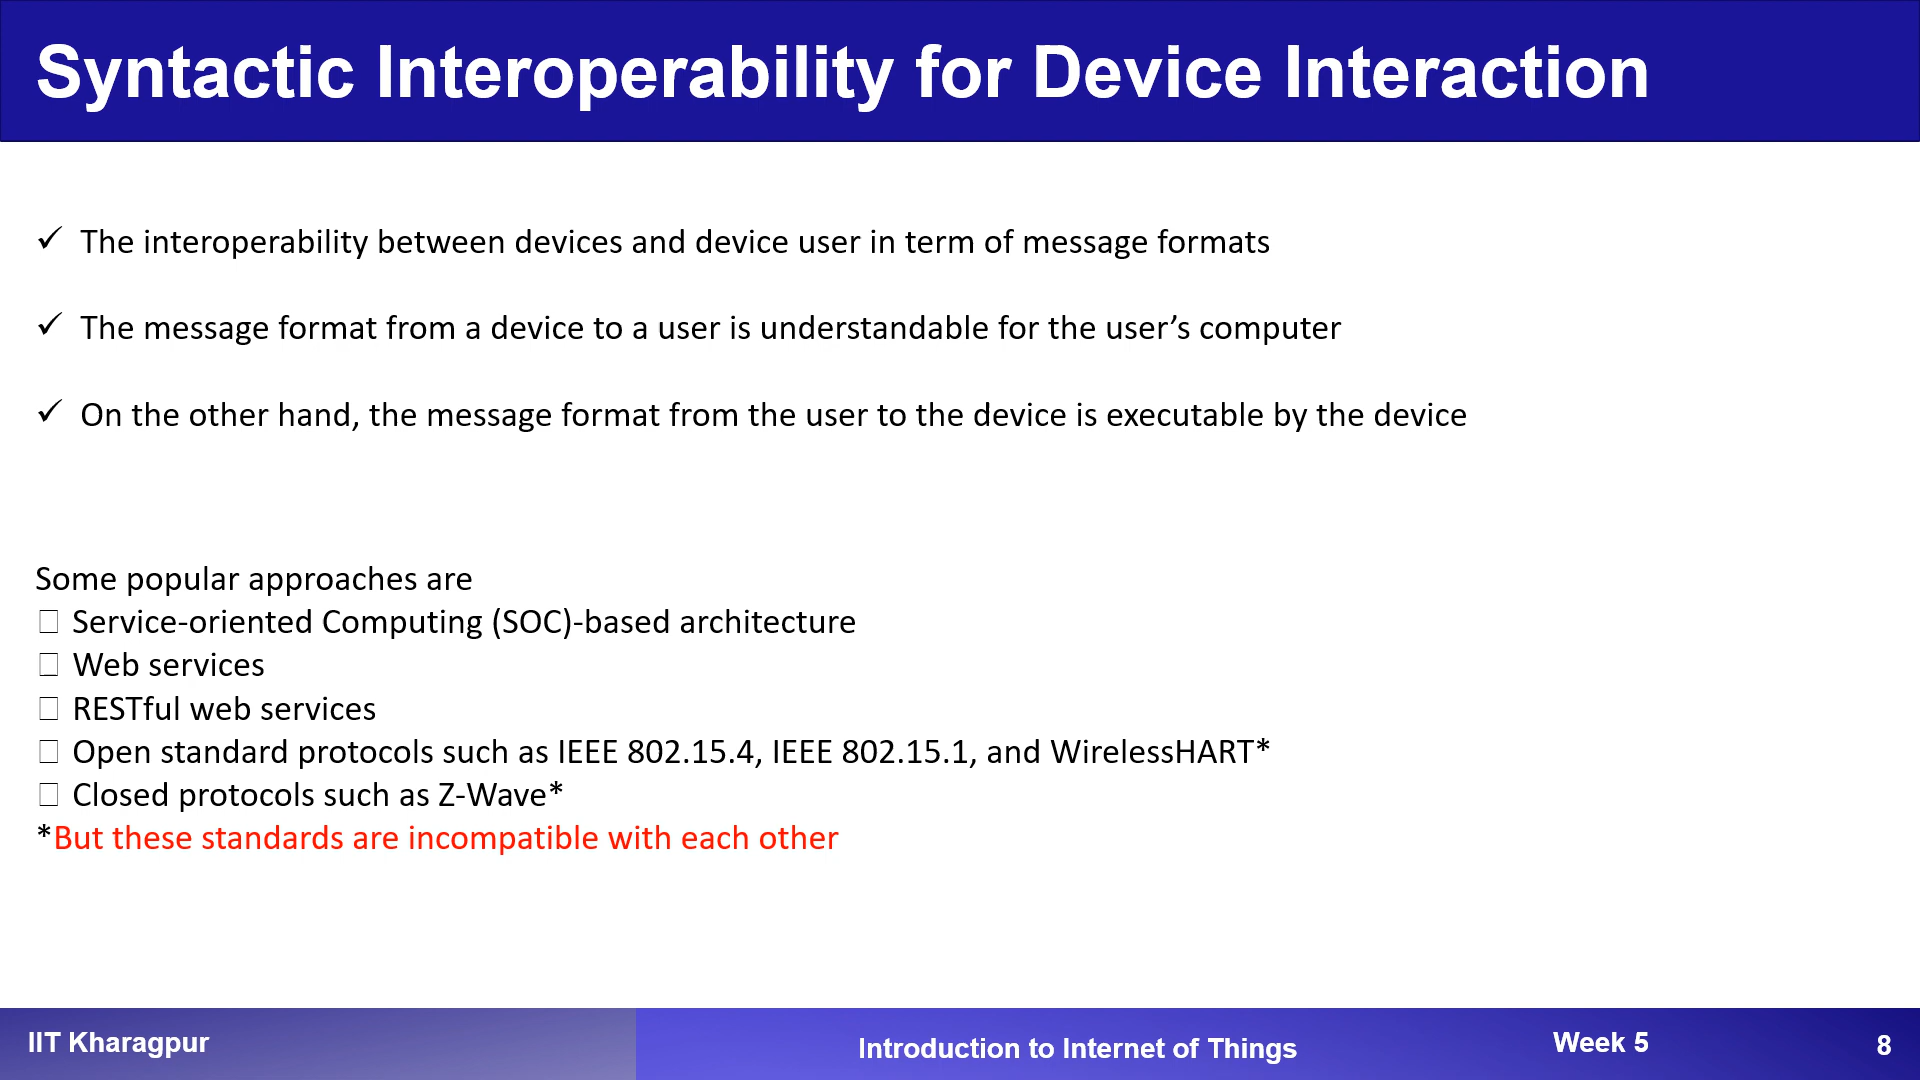 Syntactic Interoperability for Device Interaction
✓ The interoperability between devices and device user in term of message formats
✓ The message format from a device to a user is understandable for the user’s computer
✓ On the other hand, the message format from the user to the device is executable by the device
Some popular approaches are
□ Service-oriented Computing (SOC)-based architecture
□ Web services
□ RESTful web services
□ Open standard protocols such as IEEE 802.15.4, IEEE 802.15.1, and WirelessHART*
□ Closed protocols such as Z-Wave*
*But these standards are incompatible with each other
IIT Kharagpur
Introduction to Internet of Things
Week 5
8